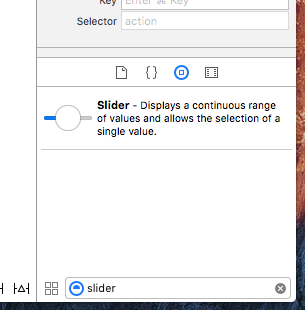 Key Enter ⌘ Key
Selector action
Slider - Displays a continuous range
of values and allows the selection of a
single value.
slider